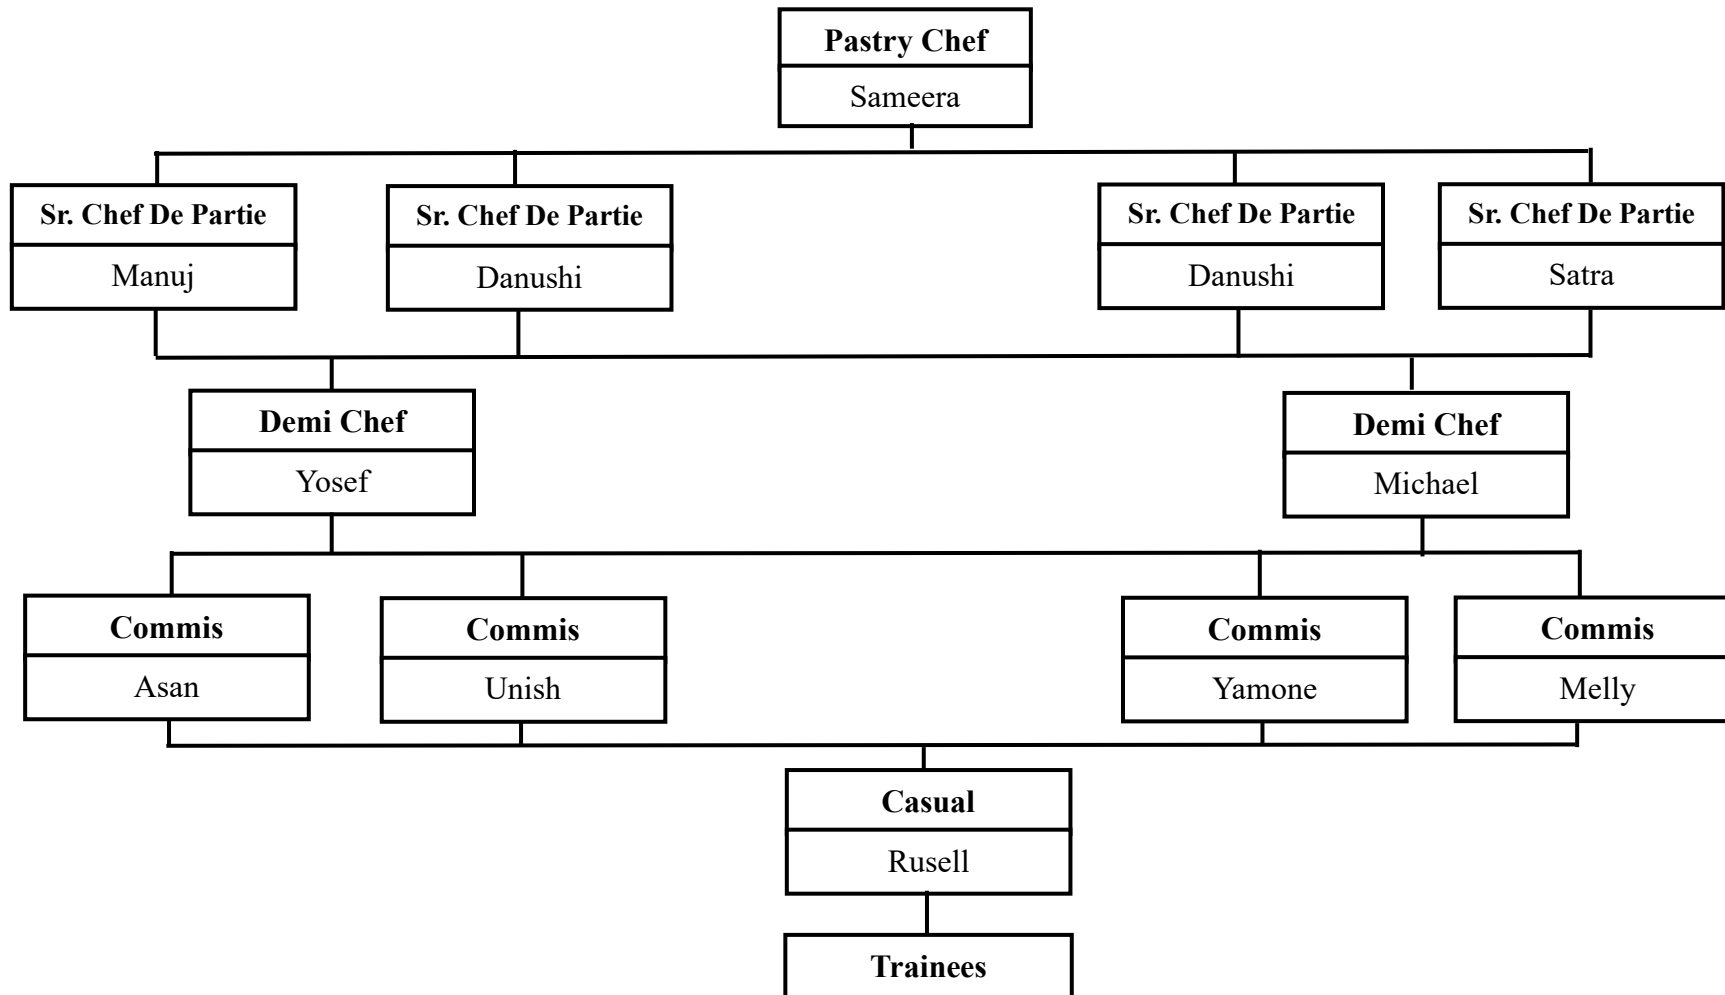 Pastry Chef
Sameera
Sr. Chef De Partie
Manuj
Sr. Chef De Partie
Danushi
Sr. Chef De Partie
Danushi
Sr. Chef De Partie
Satra
Demi Chef
Yosef
Demi Chef
Michael
Commis
Asan
Commis
Unish
Commis
Yamone
Commis
Melly
Casual
Rusell
Trainees